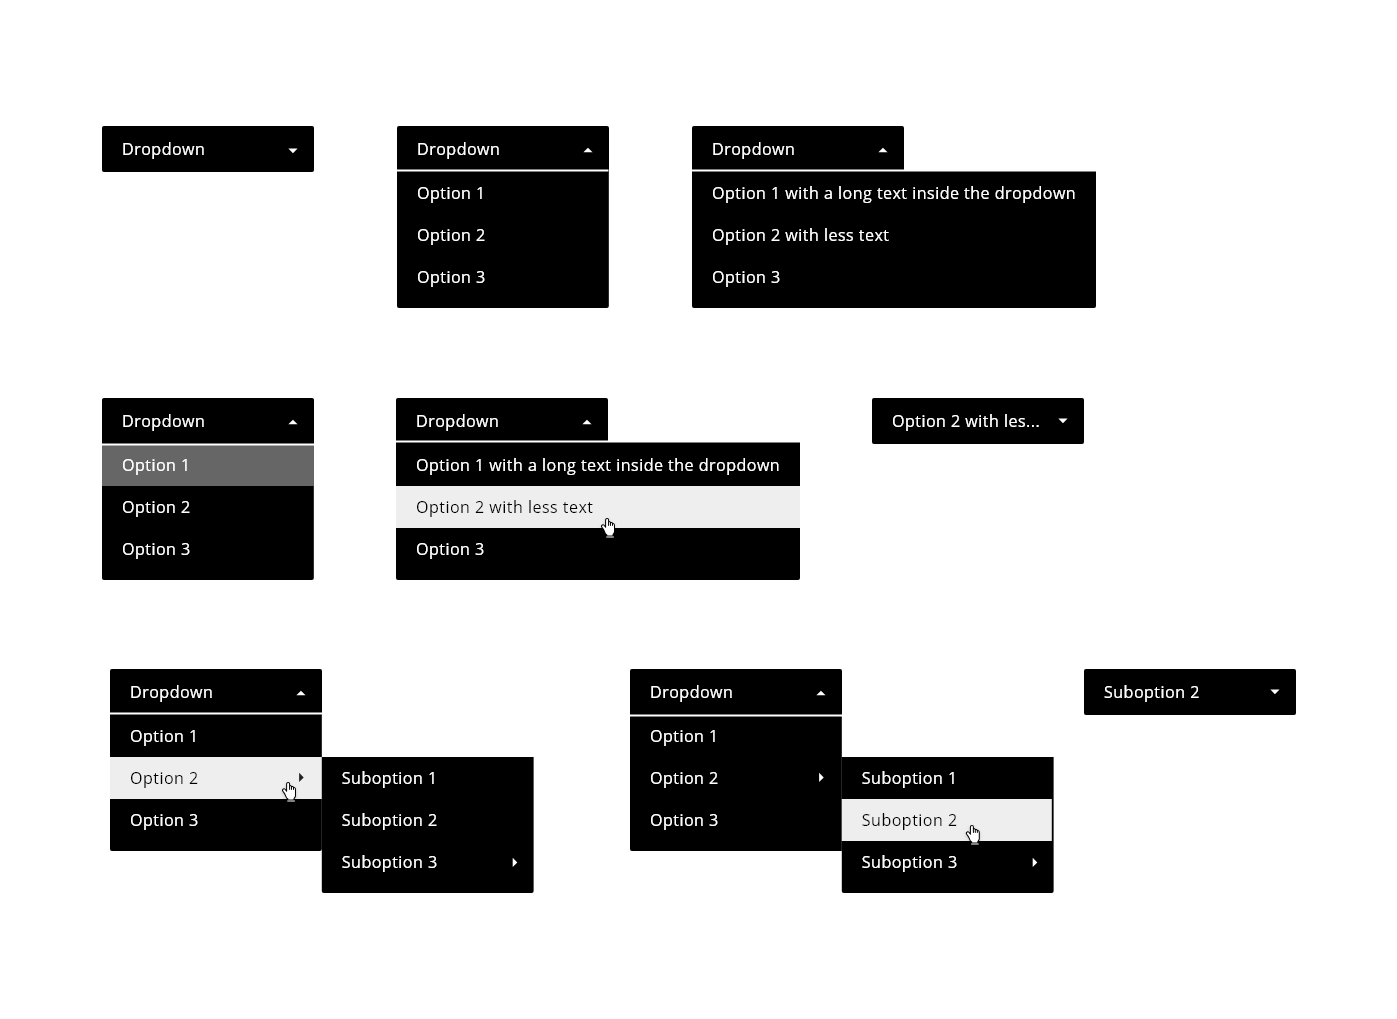 Dropdown
Dropdown
Option 1
Option 2
Option 3
Dropdown
Option 1 with a long text inside the dropdown
Option 2 with less text
Option 3
Dropdown
Option 1
Option 2
Option 3
Dropdown
Option 1 with a long text inside the dropdown
Option 2 with less text
Option 3
Option 2 with les...
Dropdown
Option 1
Option 2
Option 3
Suboption 1
Suboption 2
Suboption 3
Dropdown
Option 1
Option 2
Option 3
Suboption 1
Suboption 2
Suboption 3
Suboption 2